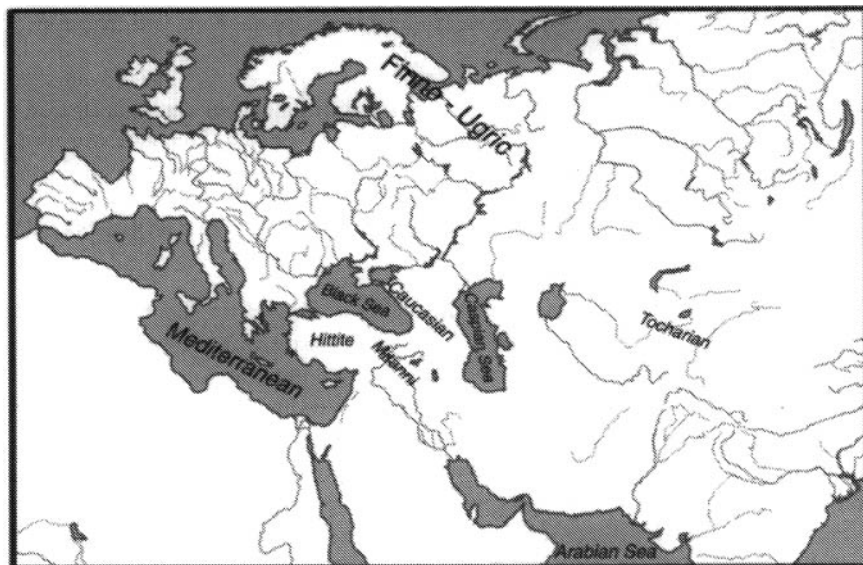 Finno - Ugric
Black Sea
Caucasian
Caspian Sea
Hittite
Mitanni
Tocharian
Mediterranean
Arabian Sea